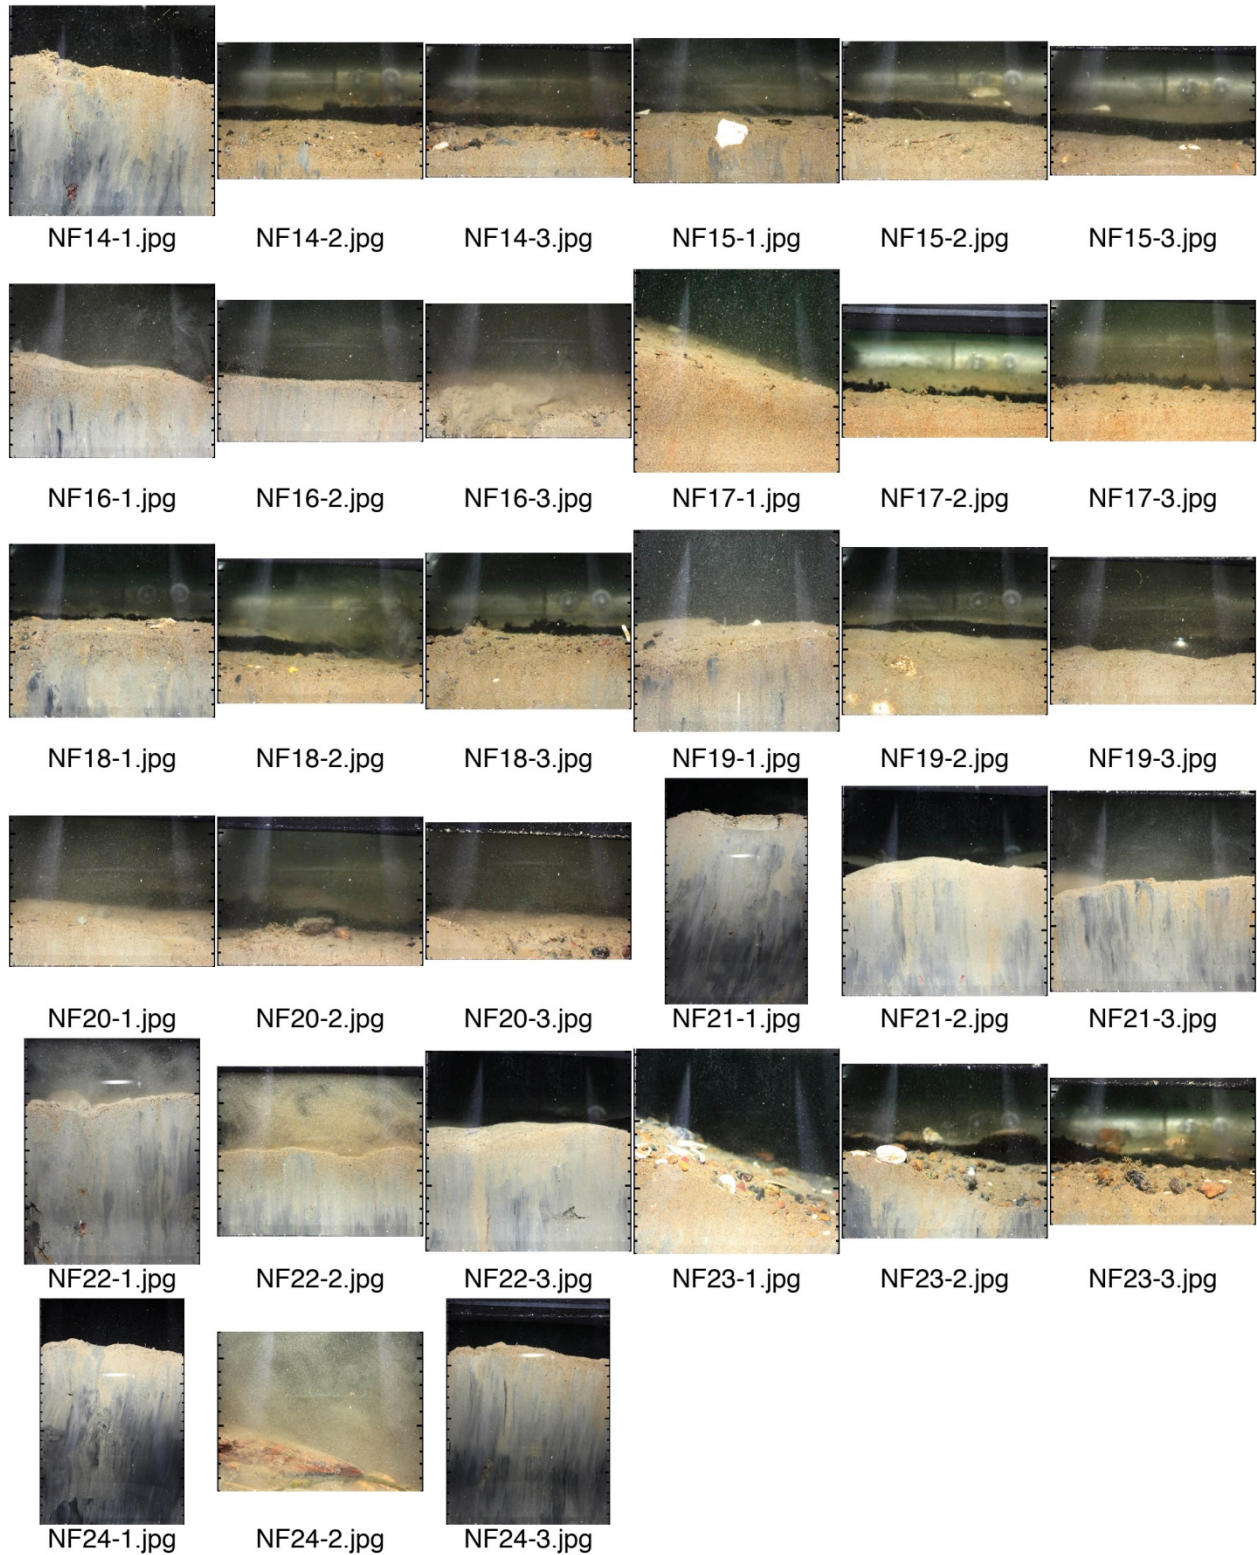 NF14-1.jpg NF14-2.jpg NF14-3.jpg NF15-1.jpg NF15-2.jpg NF15-3.jpg
NF16-1.jpg NF16-2.jpg NF16-3.jpg NF17-1.jpg NF17-2.jpg NF17-3.jpg
NF18-1.jpg NF18-2.jpg NF18-3.jpg NF19-1.jpg NF19-2.jpg NF19-3.jpg
NF20-1.jpg NF20-2.jpg NF20-3.jpg NF21-1.jpg NF21-2.jpg NF21-3.jpg
NF22-1.jpg NF22-2.jpg NF22-3.jpg NF23-1.jpg NF23-2.jpg NF23-3.jpg
NF24-1.jpg NF24-2.jpg NF24-3.jpg